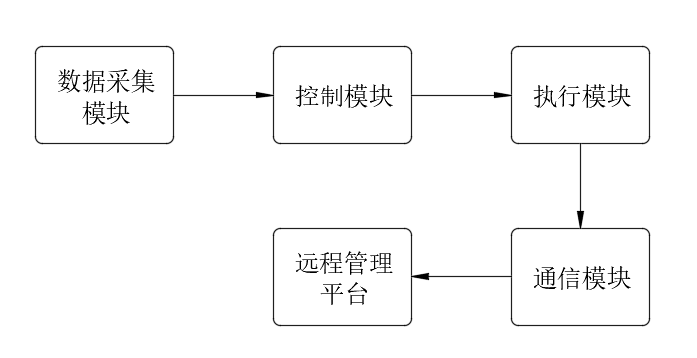 数据采集
模块
控制模块
执行模块
远程管理
平台
通信模块